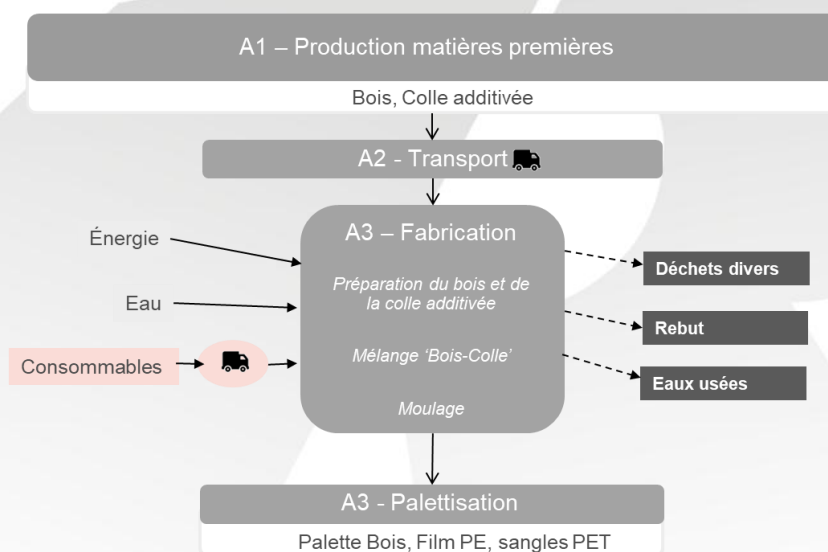 A1 – Production matières premières
Bois, Colle additivée
A2 - Transport
A3 – Fabrication
Énergie
Déchets divers
Préparation du bois et de
la colle additivée
Eau
Rebut
Mélange ‘Bois-Colle’
Consommables
Eaux usées
Moulage
A3 - Palettisation
Palette Bois, Film PE, sangles PET